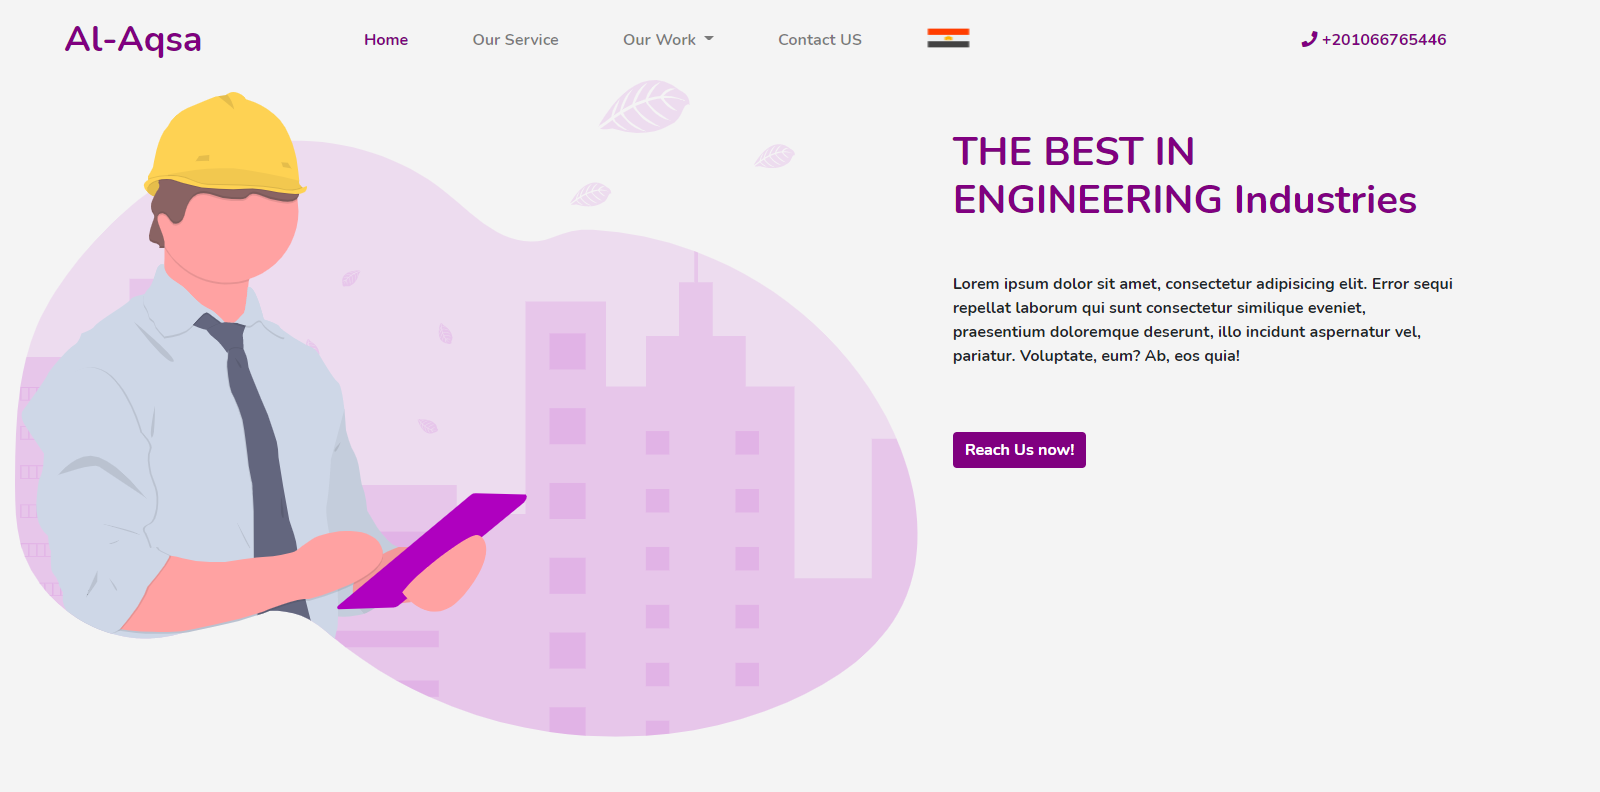 Al-Aqsa
Home
Our Service
Our Work
Contact US
+201066765446
THE BEST IN
ENGINEERING Industries
Lorem ipsum dolor sit amet, consectetur adipisicing elit. Error sequi
repellat laborum qui sunt consectetur similique eveniet,
praesentium doloremque deserunt, illo incidunt aspernatur vel,
pariatur. Voluptate, eum? Ab, eos quia!
Reach Us now!